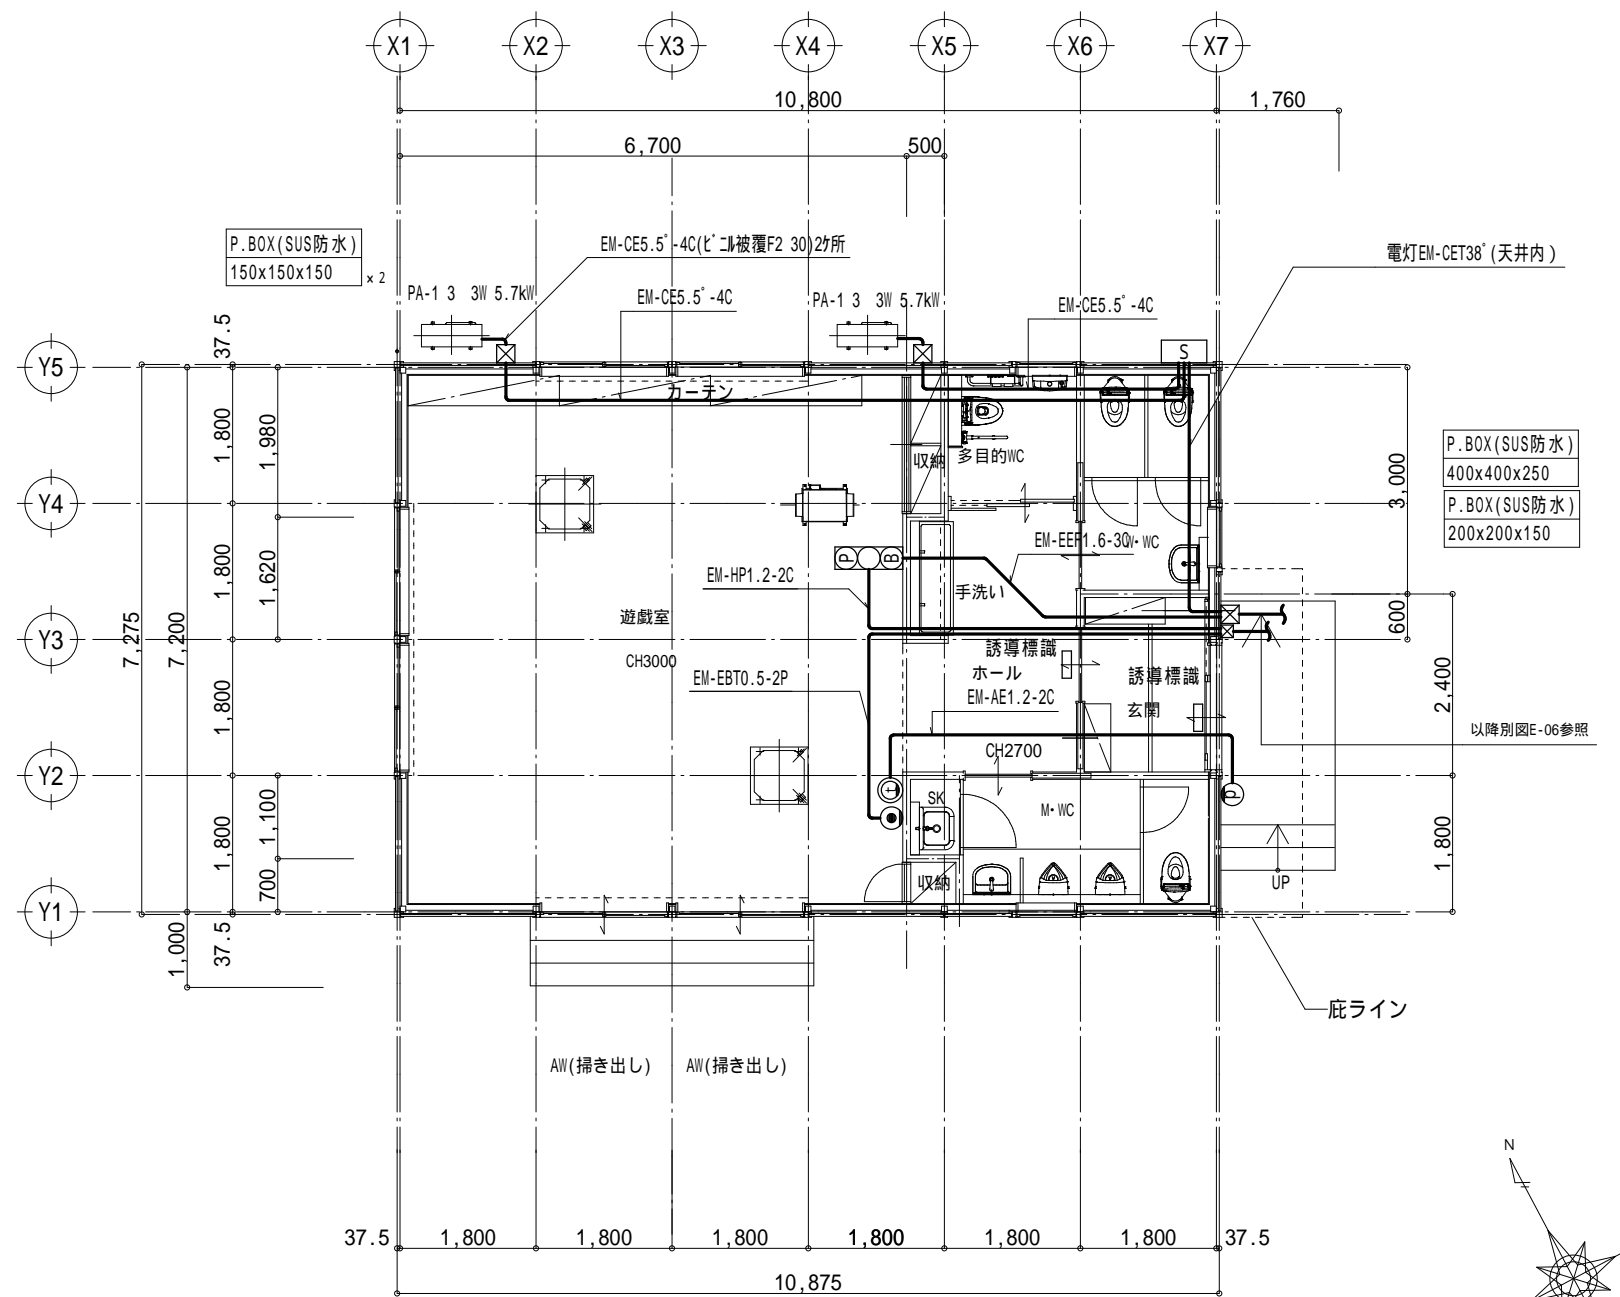 X1 X2 X3 X4 X5 X6 X7
10,800 1,760
6,700 500
P.BOX(SUS防水)
150x150x150
×2
EM-CE5.5゜-4C(ビニル被覆F2 30)2ケ所
電灯EM-CET38゜(天井内)
PA-1 3 3W 5.7kW
EM-CE5.5゜-4C
PA-1 3 3W 5.7kW
EM-CE5.5゜-4C
37.5
Y5
S
カーテン
1,800
1,980
収納
多目的WC
P.BOX(SUS防水)
400x400x250
P.BOX(SUS防水)
200x200x150
3,000
Y4
P
B
EM-EEF1.6-3C
W・WC
EM-HP1.2-2C
1,800
1,620
手洗い
遊戯室
600
Y3
7,275
7,200
CH3000
誘導標識
ホール
誘導標識
EM-EBT0.5-2P
EM-AE1.2-2C
玄関
1,800
2,400
以降別図E-06参照
CH2700
Y2
t
SK
M・WC
p
1,800
1,100
1,800
700
収納
UP
Y1
1,000
37.5
庇ライン
AW(掃き出し) AW(掃き出し)
N
37.5 1,800 1,800 1,800 1,800 1,800 1,800 37.5
10,875